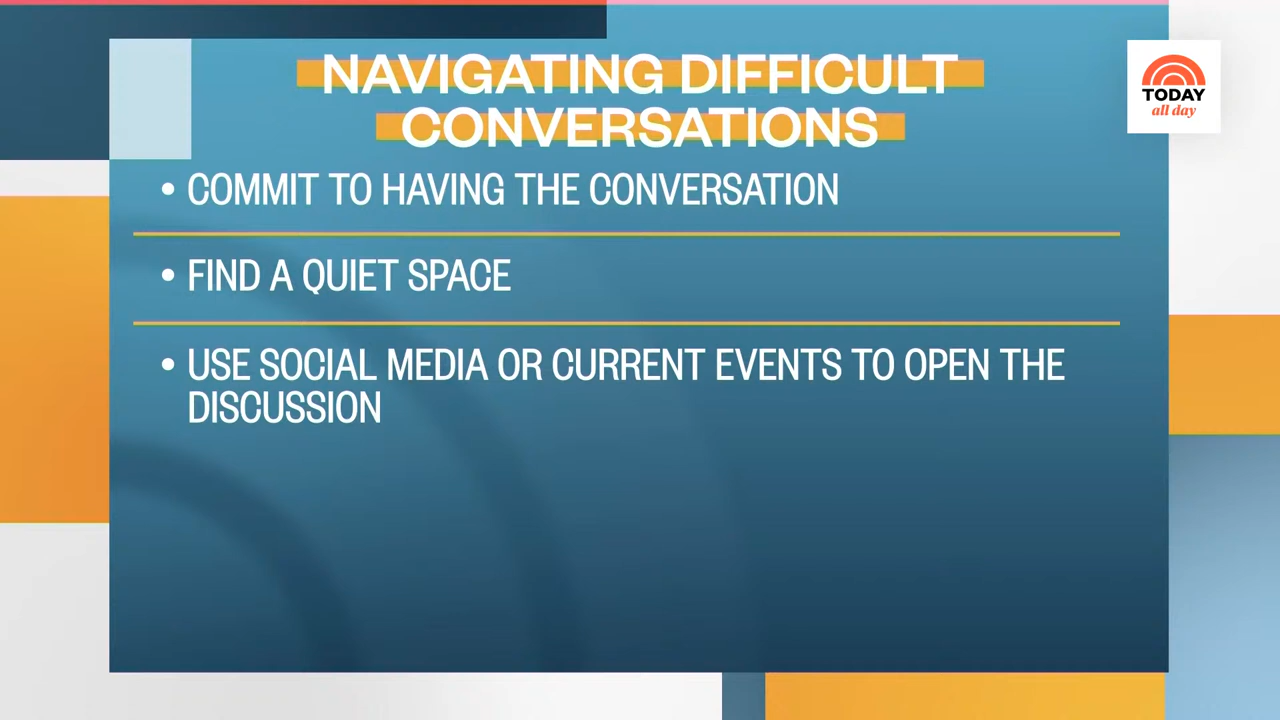 NAVIGATING DIFFICULT
CONVERSATIONS
TODAY
all day
• COMMIT TO HAVING THE CONVERSATION
• FIND A QUIET SPACE
• USE SOCIAL MEDIA OR CURRENT EVENTS TO OPEN THE
DISCUSSION